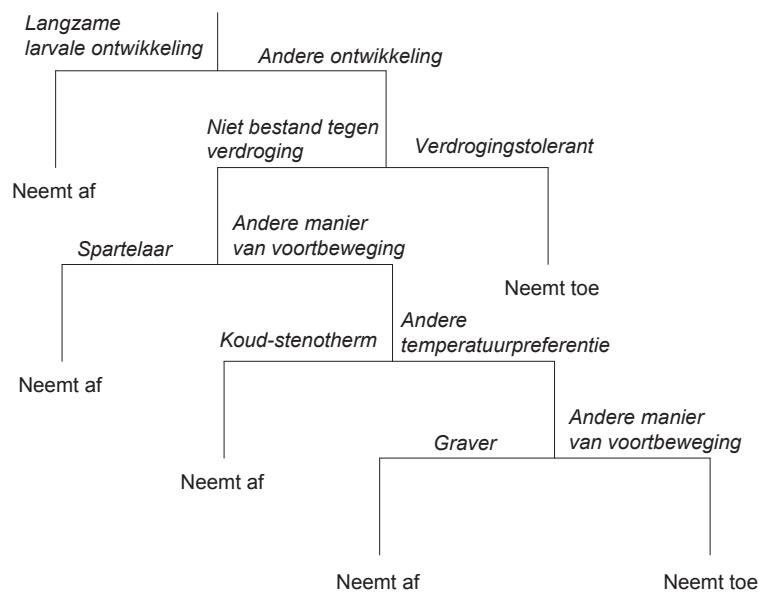 Langzame
larvale ontwikkeling
Andere ontwikkeling
Niet bestand tegen
verdroging
Verdrogingstolerant
Neemt af
Spartelaar
Andere manier
van voortbeweging
Neemt toe
Koud-stenotherm
Andere
temperatuurpreferentie
Neemt af
Graver
Andere manier
van voortbeweging
Neemt af
Neemt af
Neemt toe